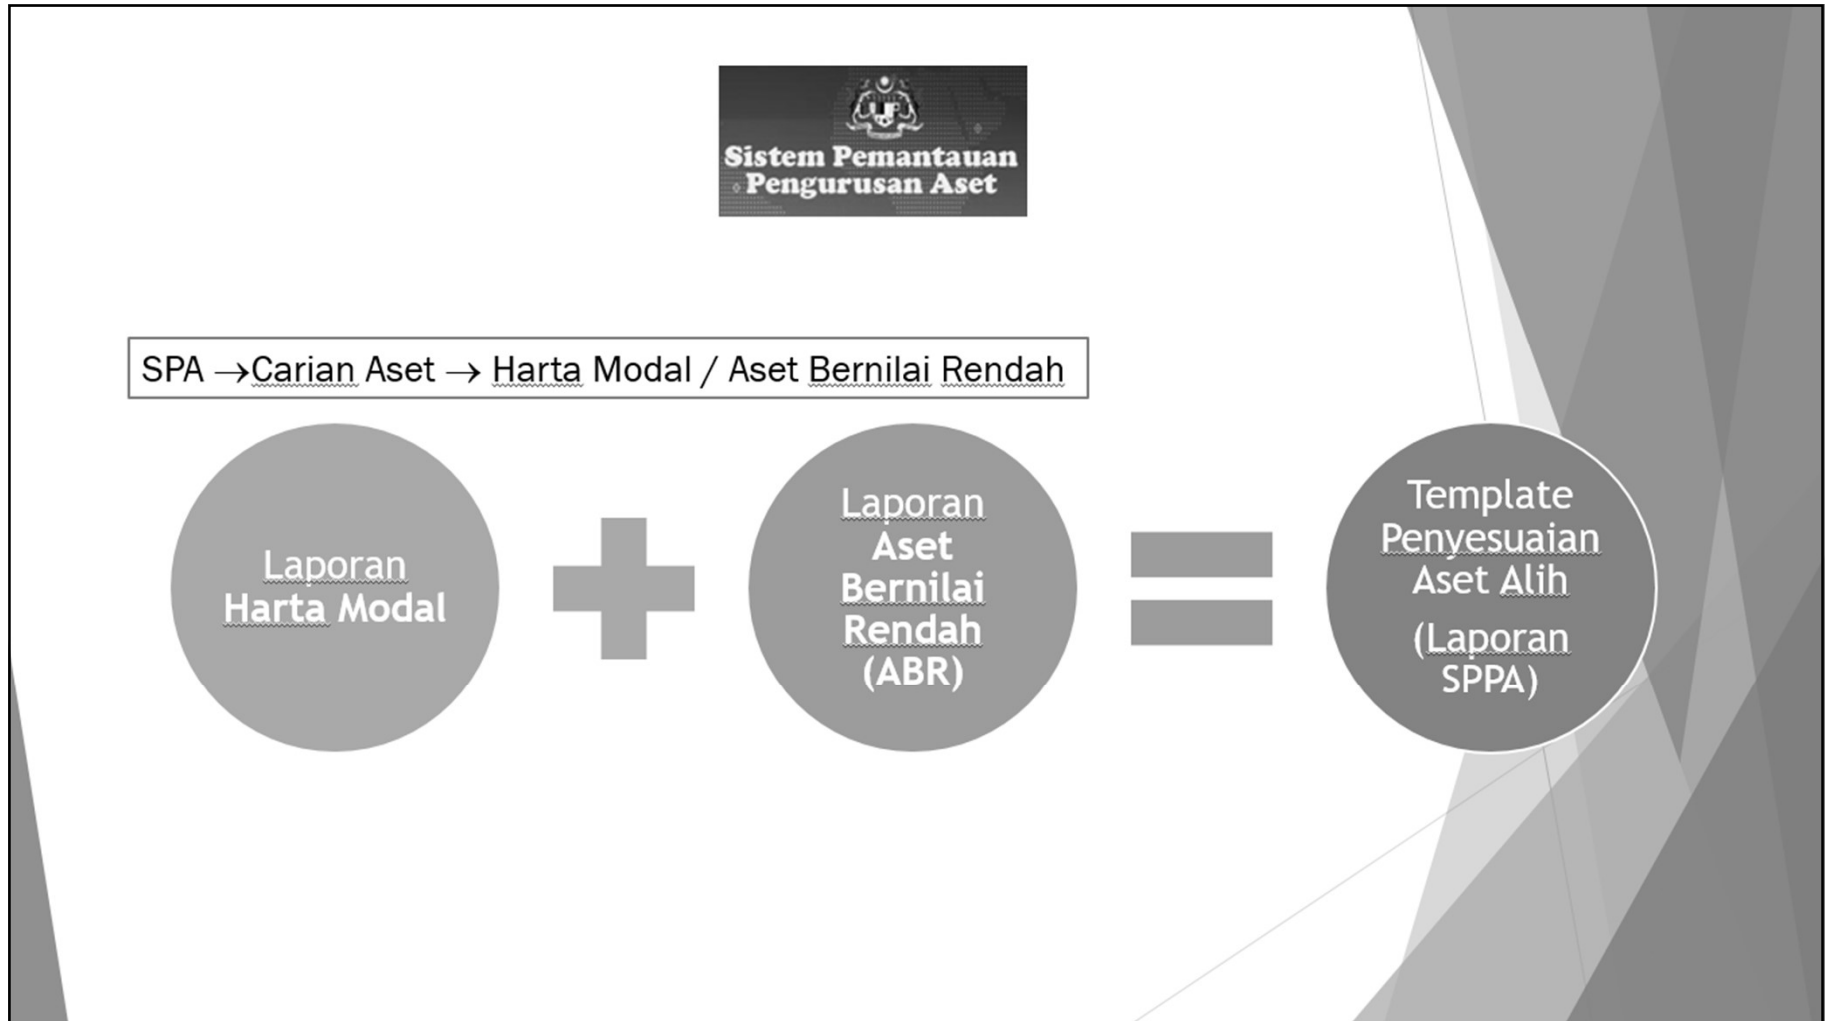 Sistem Pemantauan
Pengurusan Aset
SPA →Carian Aset → Harta Modal / Aset Bernilai Rendah
Laporan
Harta Modal
Laporan
Aset
Bernilai
Rendah
(ABR)
Template
Penyesuaian
Aset Alih
(Laporan
SPPA)